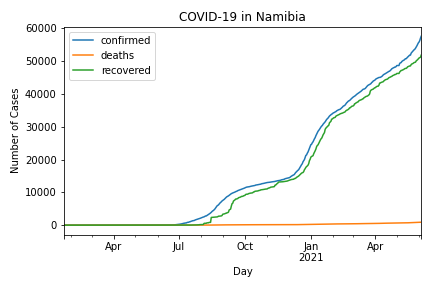 COVID-19 in Namibia
confirmed
deaths
recovered
Number of Cases
60000
50000
40000
30000
20000
10000
0
Apr
Jul
Oct
Jan
2021
Apr
Day